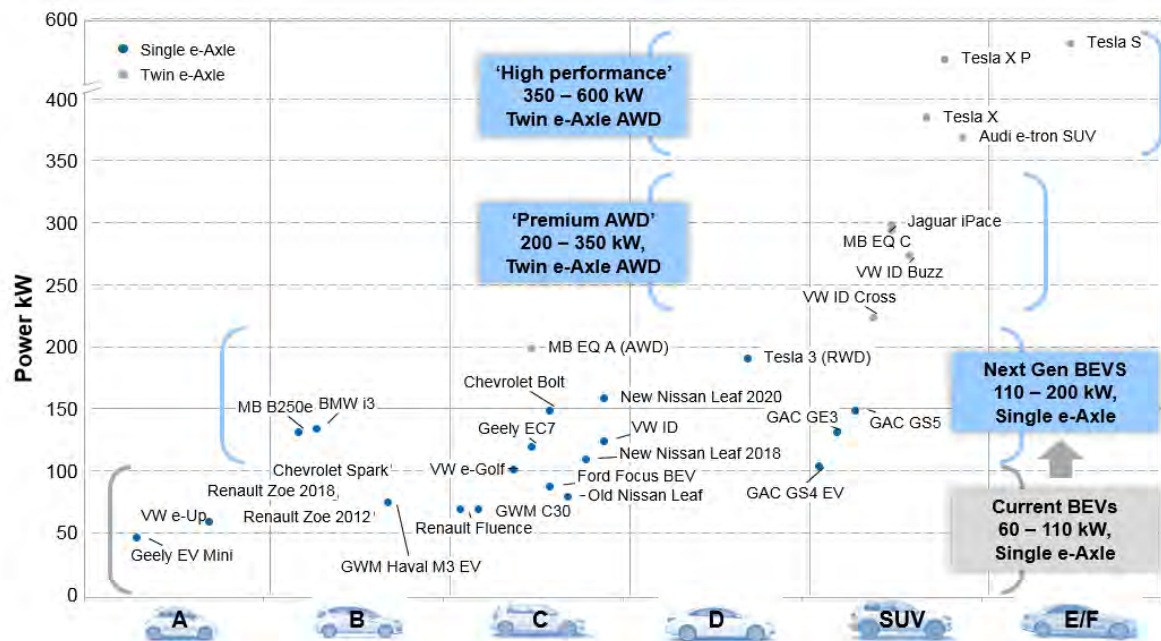 600
Single e-Axle
Twin e-Axle
'High performance'
350 – 600 kW
Twin e-Axle AWD
Tesla X P
Tesla S
400
Tesla X
Audi e-tron SUV
350
300
'Premium AWD'
200 – 350 kW,
Twin e-Axle AWD
Jaguar iPace
MB EQ C
VW ID Buzz
250
VW ID Cross
Power kW
200
MB EQ A (AWD)
Tesla 3 (RWD)
Next Gen BEVS
110 – 200 kW,
Single e-Axle
Chevrolet Bolt
New Nissan Leaf 2020
150
MB B250e
BMW i3
Geely EC7
VW ID
GAC GE3
GAC GS5
100
Chevrolet Spark
VW e-Golf
New Nissan Leaf 2018
Ford Focus BEV
Renault Zoe 2018
Old Nissan Leaf
GAC GS4 EV
VW e-Up
Renault Zoe 2012
GWM C30
Renault Fluence
Current BEVs
60 – 110 kW,
Single e-Axle
50
Geely EV Mini
GWM Haval M3 EV
0
A
B
C
D
SUV
E/F